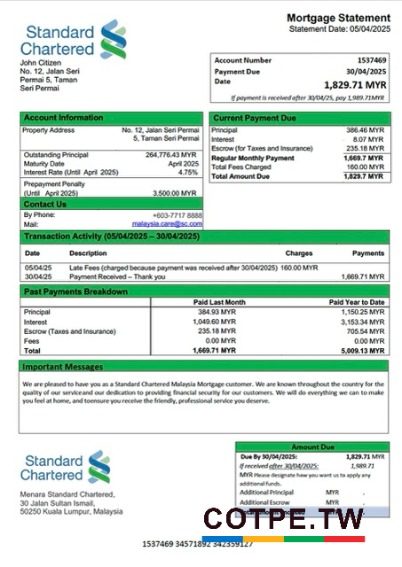 Standard
Chartered
Mortgage Statement
Statement Date: 05/04/2025
John Citizen
No. 12, Jalan Seri
Permai 5, Taman
Seri Permai
Account Number 1537469
Payment Due 30/04/2025
Date
1,829.71 MYR
If payment is received after 30/04/25, pay 1,989.71MYR
Account Information
Property Address No. 12, Jalan Seri Permai
5, Taman Seri Permai
Outstanding Principal 264,776.43 MYR
Maturity Date April 2025
Interest Rate (Until April 2025) 4.75%
Prepayment Penalty
(Until April 2025) 3,500.00 MYR
Contact Us
By Phone: +603-7717 8888
Mail: malaysia.care@sc.com
Current Payment Due
Principal 386.46 MYR
Interest 8.07 MYR
Escrow (for Taxes and Insurance) 235.18 MYR
Regular Monthly Payment 1,669.7 MYR
Total Fees Charged 160.00 MYR
Total Amount Due 1,829.7 MYR
Transaction Activity (05/04/2025 – 30/04/2025)
Date Description Charges Payments
05/04/25 Late Fees (charged because payment was received after 30/04/2025) 160.00 MYR
30/04/25 Payment Received – Thank you 1,669.71 MYR
Past Payments Breakdown
Paid Last Month Paid Year to Date
Principal 384.93 MYR 1,150.25 MYR
Interest 1,049.60 MYR 3,153.34 MYR
Escrow (Taxes and Insurance) 235.18 MYR 705.54 MYR
Fees 0.00 MYR 0.00 MYR
Total 1,669.71 MYR 5,009.13 MYR
Important Messages
We are pleased to have you as a Standard Chartered Malaysia Mortgage customer. We are known throughout the country for the
quality of our serviceand our dedication to providing financial security for our customers. We will do everything we can to make
you feel at home, and toensure you receive the friendly, professional service you deserve.
Standard
Chartered
Menara Standard Chartered,
30 Jalan Sultan Ismail,
50250 Kuala Lumpur, Malaysia
Amount Due
Due By 30/04/2025: 1,829.71 MYR
if received after 30/04/2025: 1,989.71
MYR Please designate how you want us to apply any
additional funds.
Additional Principal MYR -
Additional Escrow MYR -
COTPE.TW
1537469 34571892 342359127